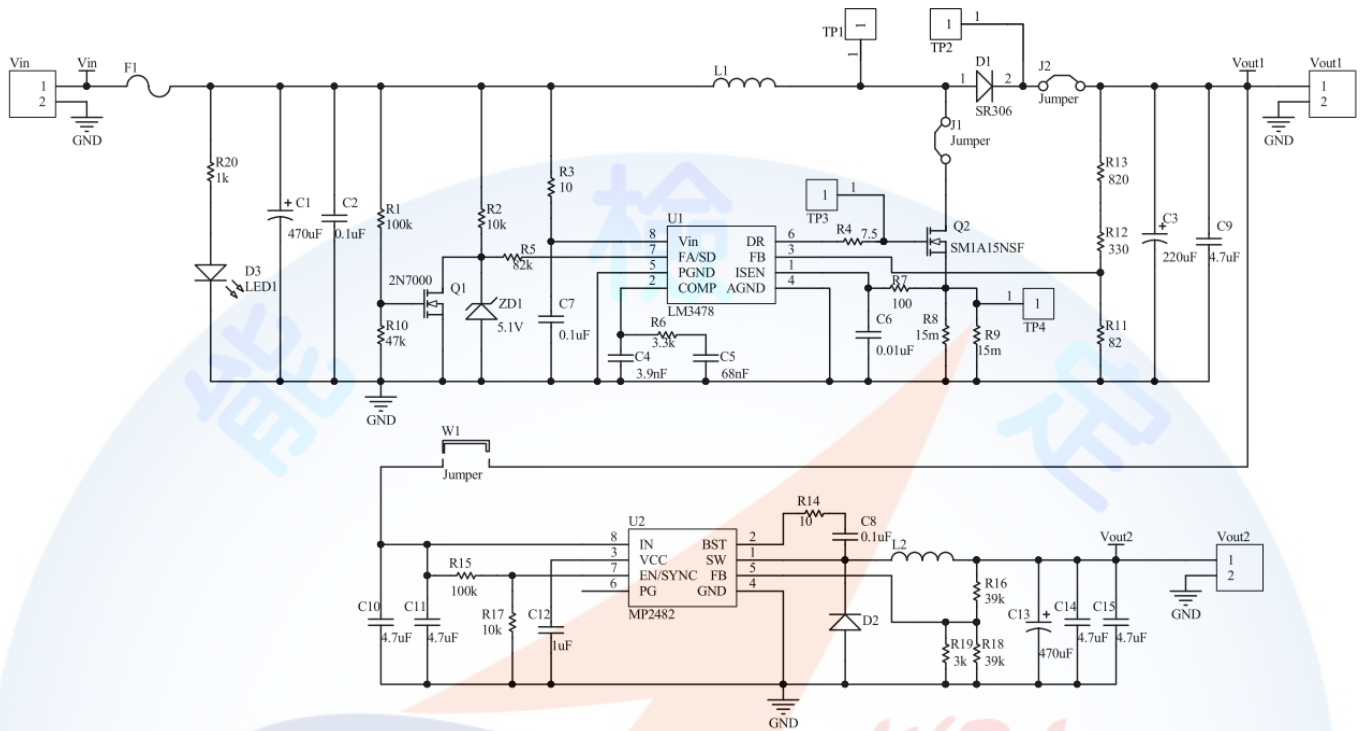 TP1
1
1
1
1
TP2
Vin
1
2
Vin
F1
L1
D1
1
2
SR306
J2
Jumper
Vout1
Vout1
1
2
GND
GND
J1
Jumper
R20
1k
C1
470uF
C2
0.1uF
R1
100k
R2
10k
R3
10
R5
82k
U1
8
Vin
DR
6
7
FA/SD
FB
3
5
PGND
ISEN
1
2
COMP
AGND
4
LM3478
1
1
TP3
R4
7.5
Q2
SM1A15NSF
R13
820
R12
330
C3
220uF
C9
4.7uF
D3
LED1
2N7000
Q1
ZD1
5.1V
C7
0.1uF
R7
100
1
1
TP4
R10
47k
R6
3.3k
C4
3.9nF
C5
68nF
C6
0.01uF
R8
15m
R9
15m
R11
82
GND
能
檢
定
W1
Jumper
U2
8
IN
BST
2
3
VCC
SW
1
7
EN/SYNC
FB
5
6
PG
GND
4
MP2482
R14
10
C8
0.1uF
L2
Vout2
Vout2
1
2
GND
R15
100k
R17
10k
C10
4.7uF
C11
4.7uF
C12
1uF
D2
R16
39k
R19
3k
R18
39k
C13
470uF
C14
4.7uF
C15
4.7uF
GND